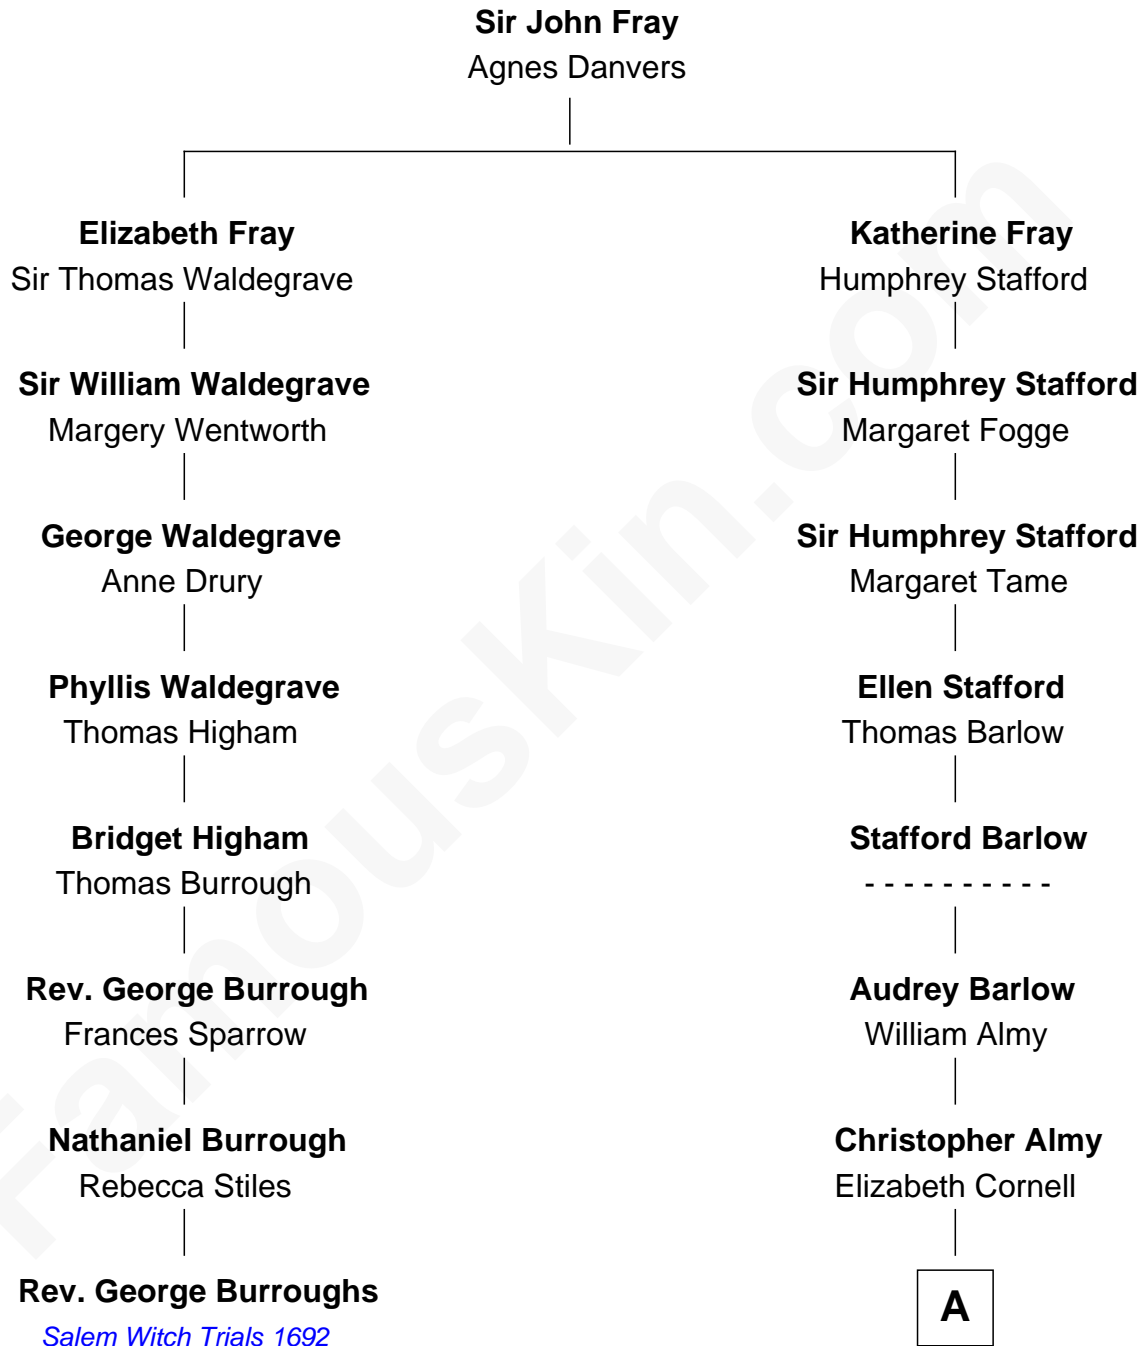 Sir John Fray
Agnes Danvers
Elizabeth Fray
Sir Thomas Waldegrave
Katherine Fray
Humphrey Stafford
Sir William Waldegrave
Margery Wentworth
Sir Humphrey Stafford
Margaret Fogge
George Waldegrave
Anne Drury
Sir Humphrey Stafford
Margaret Tame
Phyllis Waldegrave
Thomas Higham
Ellen Stafford
Thomas Barlow
Bridget Higham
Thomas Burrough
Stafford Barlow
- - - - - - - - - -
Rev. George Burrough
Frances Sparrow
Audrey Barlow
William Almy
Nathaniel Burrough
Rebecca Stiles
Christopher Almy
Elizabeth Cornell
Rev. George Burroughs
Salem Witch Trials 1692
A
FamousKin.com